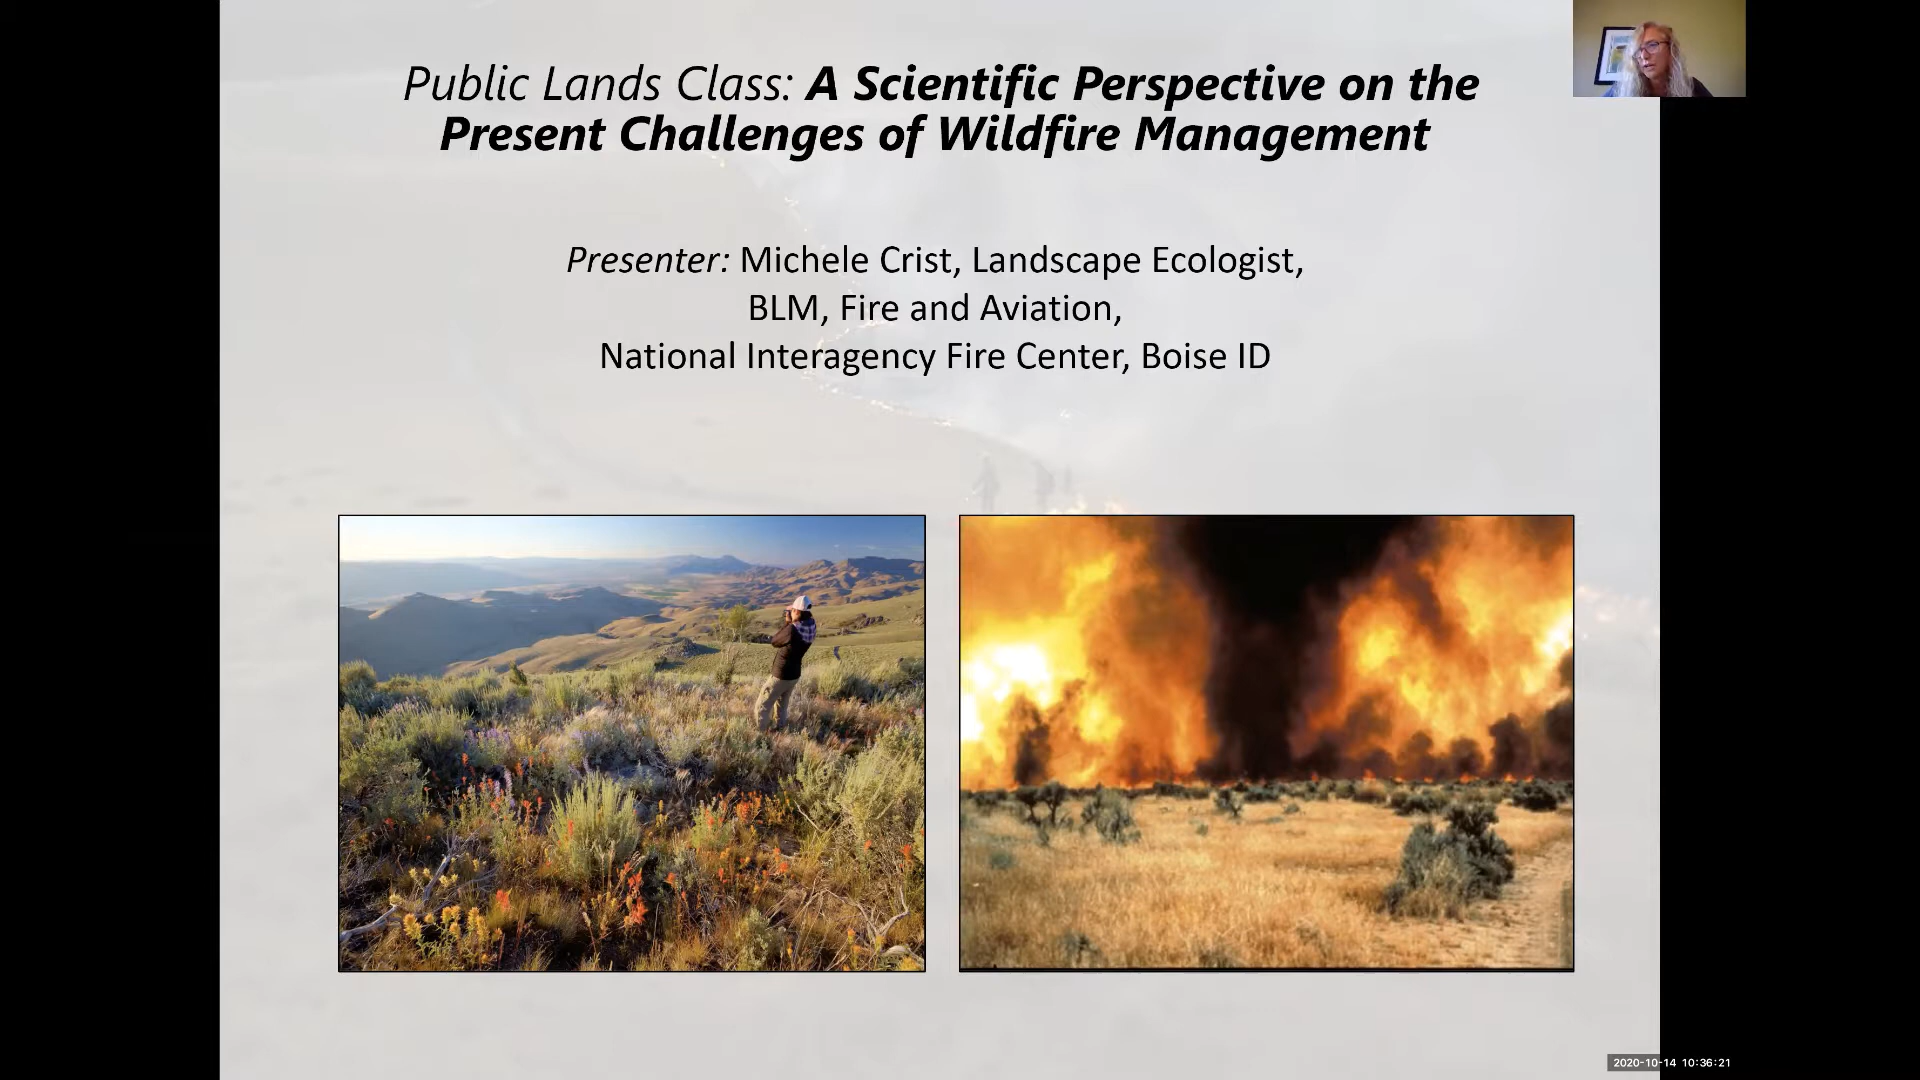 Public Lands Class: A Scientific Perspective on the
Present Challenges of Wildfire Management
Presenter: Michele Crist, Landscape Ecologist,
BLM, Fire and Aviation,
National Interagency Fire Center, Boise ID
2020-10-14 10:36:21